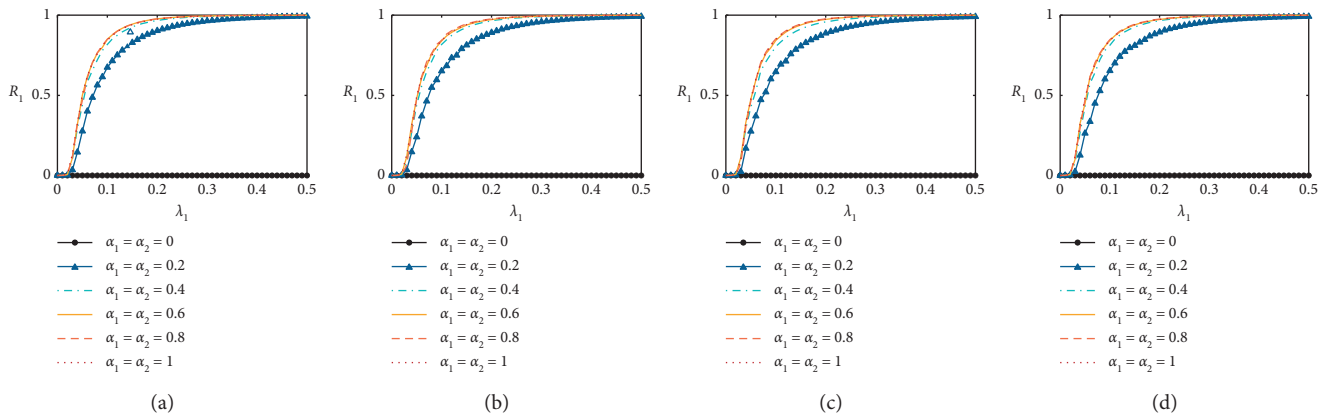 1
0.5
0
R₁
0 0.1 0.2 0.3 0.4 0.5
λ₁
α₁ = α₂ = 0
α₁ = α₂ = 0.2
α₁ = α₂ = 0.4
α₁ = α₂ = 0.6
α₁ = α₂ = 0.8
α₁ = α₂ = 1
(a)
1
0.5
0
R₁
0 0.1 0.2 0.3 0.4 0.5
λ₁
α₁ = α₂ = 0
α₁ = α₂ = 0.2
α₁ = α₂ = 0.4
α₁ = α₂ = 0.6
α₁ = α₂ = 0.8
α₁ = α₂ = 1
(b)
1
0.5
0
R₁
0 0.1 0.2 0.3 0.4 0.5
λ₁
α₁ = α₂ = 0
α₁ = α₂ = 0.2
α₁ = α₂ = 0.4
α₁ = α₂ = 0.6
α₁ = α₂ = 0.8
α₁ = α₂ = 1
(c)
1
0.5
0
R₁
0 0.1 0.2 0.3 0.4 0.5
λ₁
α₁ = α₂ = 0
α₁ = α₂ = 0.2
α₁ = α₂ = 0.4
α₁ = α₂ = 0.6
α₁ = α₂ = 0.8
α₁ = α₂ = 1
(d)